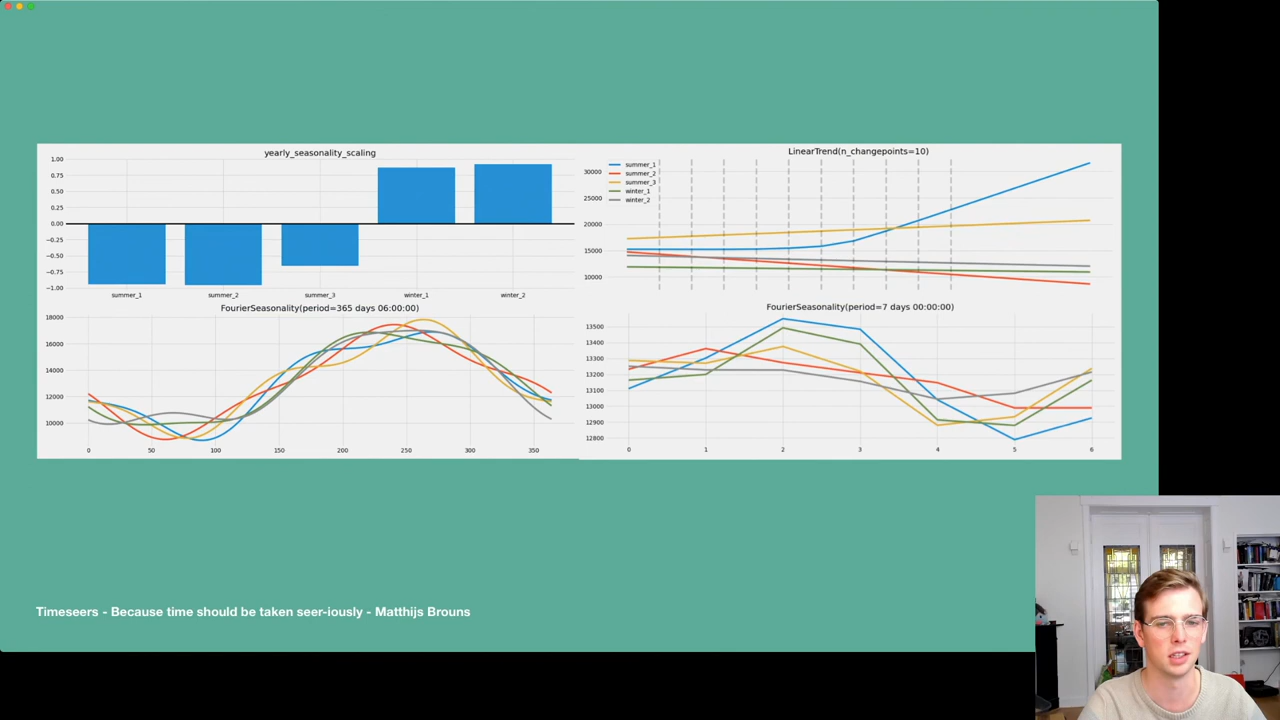 yearly_seasonality_scaling
1.00
0.75
0.50
0.25
0.00
−0.25
−0.50
−0.75
−1.00
summer_1 summer_2 summer_3 winter_1 winter_2
FourierSeasonality(period=365 days 06:00:00)
18000
16000
14000
12000
10000
0 50 100 150 200 250 300 350
LinearTrend(n_changepoints=10)
summer_1
summer_2
summer_3
winter_1
winter_2
30000
25000
20000
15000
10000
FourierSeasonality(period=7 days 00:00:00)
13500
13400
13300
13200
13100
13000
12900
12800
0 1 2 3 4 5 6
Timeseers - Because time should be taken seer-iously - Matthijs Brouns